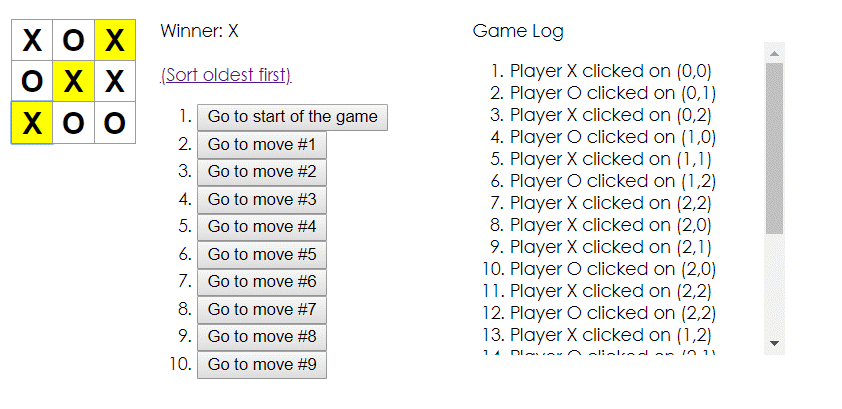 X O X
O X X
X O O
Winner: X
(Sort oldest first)
1. Go to start of the game
2. Go to move #1
3. Go to move #2
4. Go to move #3
5. Go to move #4
6. Go to move #5
7. Go to move #6
8. Go to move #7
9. Go to move #8
10. Go to move #9
Game Log
1. Player X clicked on (0,0)
2. Player O clicked on (0,1)
3. Player X clicked on (0,2)
4. Player O clicked on (1,0)
5. Player X clicked on (1,1)
6. Player O clicked on (1,2)
7. Player X clicked on (2,2)
8. Player X clicked on (2,0)
9. Player X clicked on (2,1)
10. Player O clicked on (2,0)
11. Player X clicked on (2,2)
12. Player O clicked on (2,2)
13. Player X clicked on (1,2)
14. Player O clicked on (2,1)